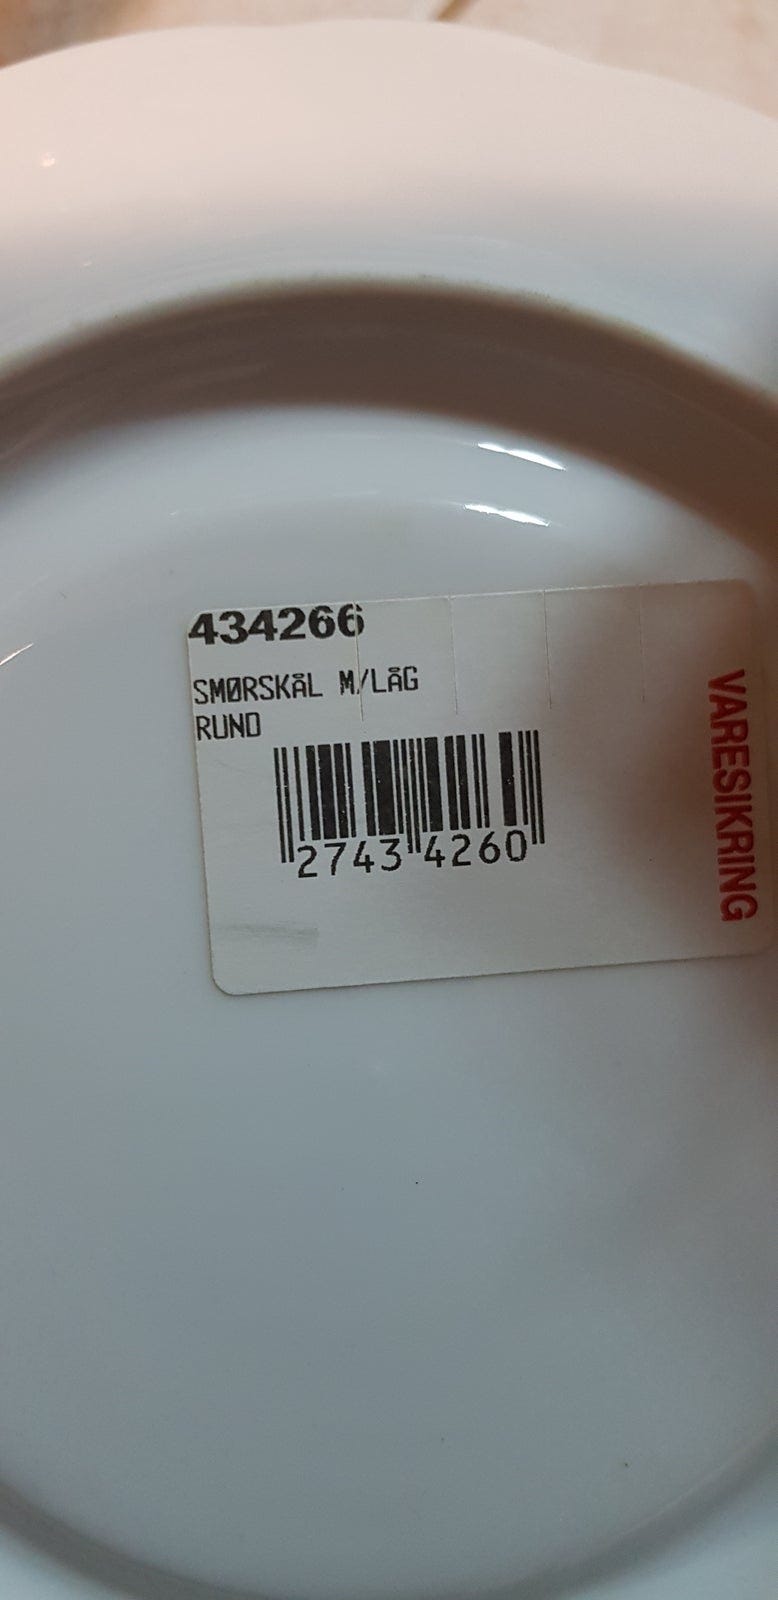 434266
SMØRSKÅL M/LÅG
RUND
2743 4260
VARESIKRING